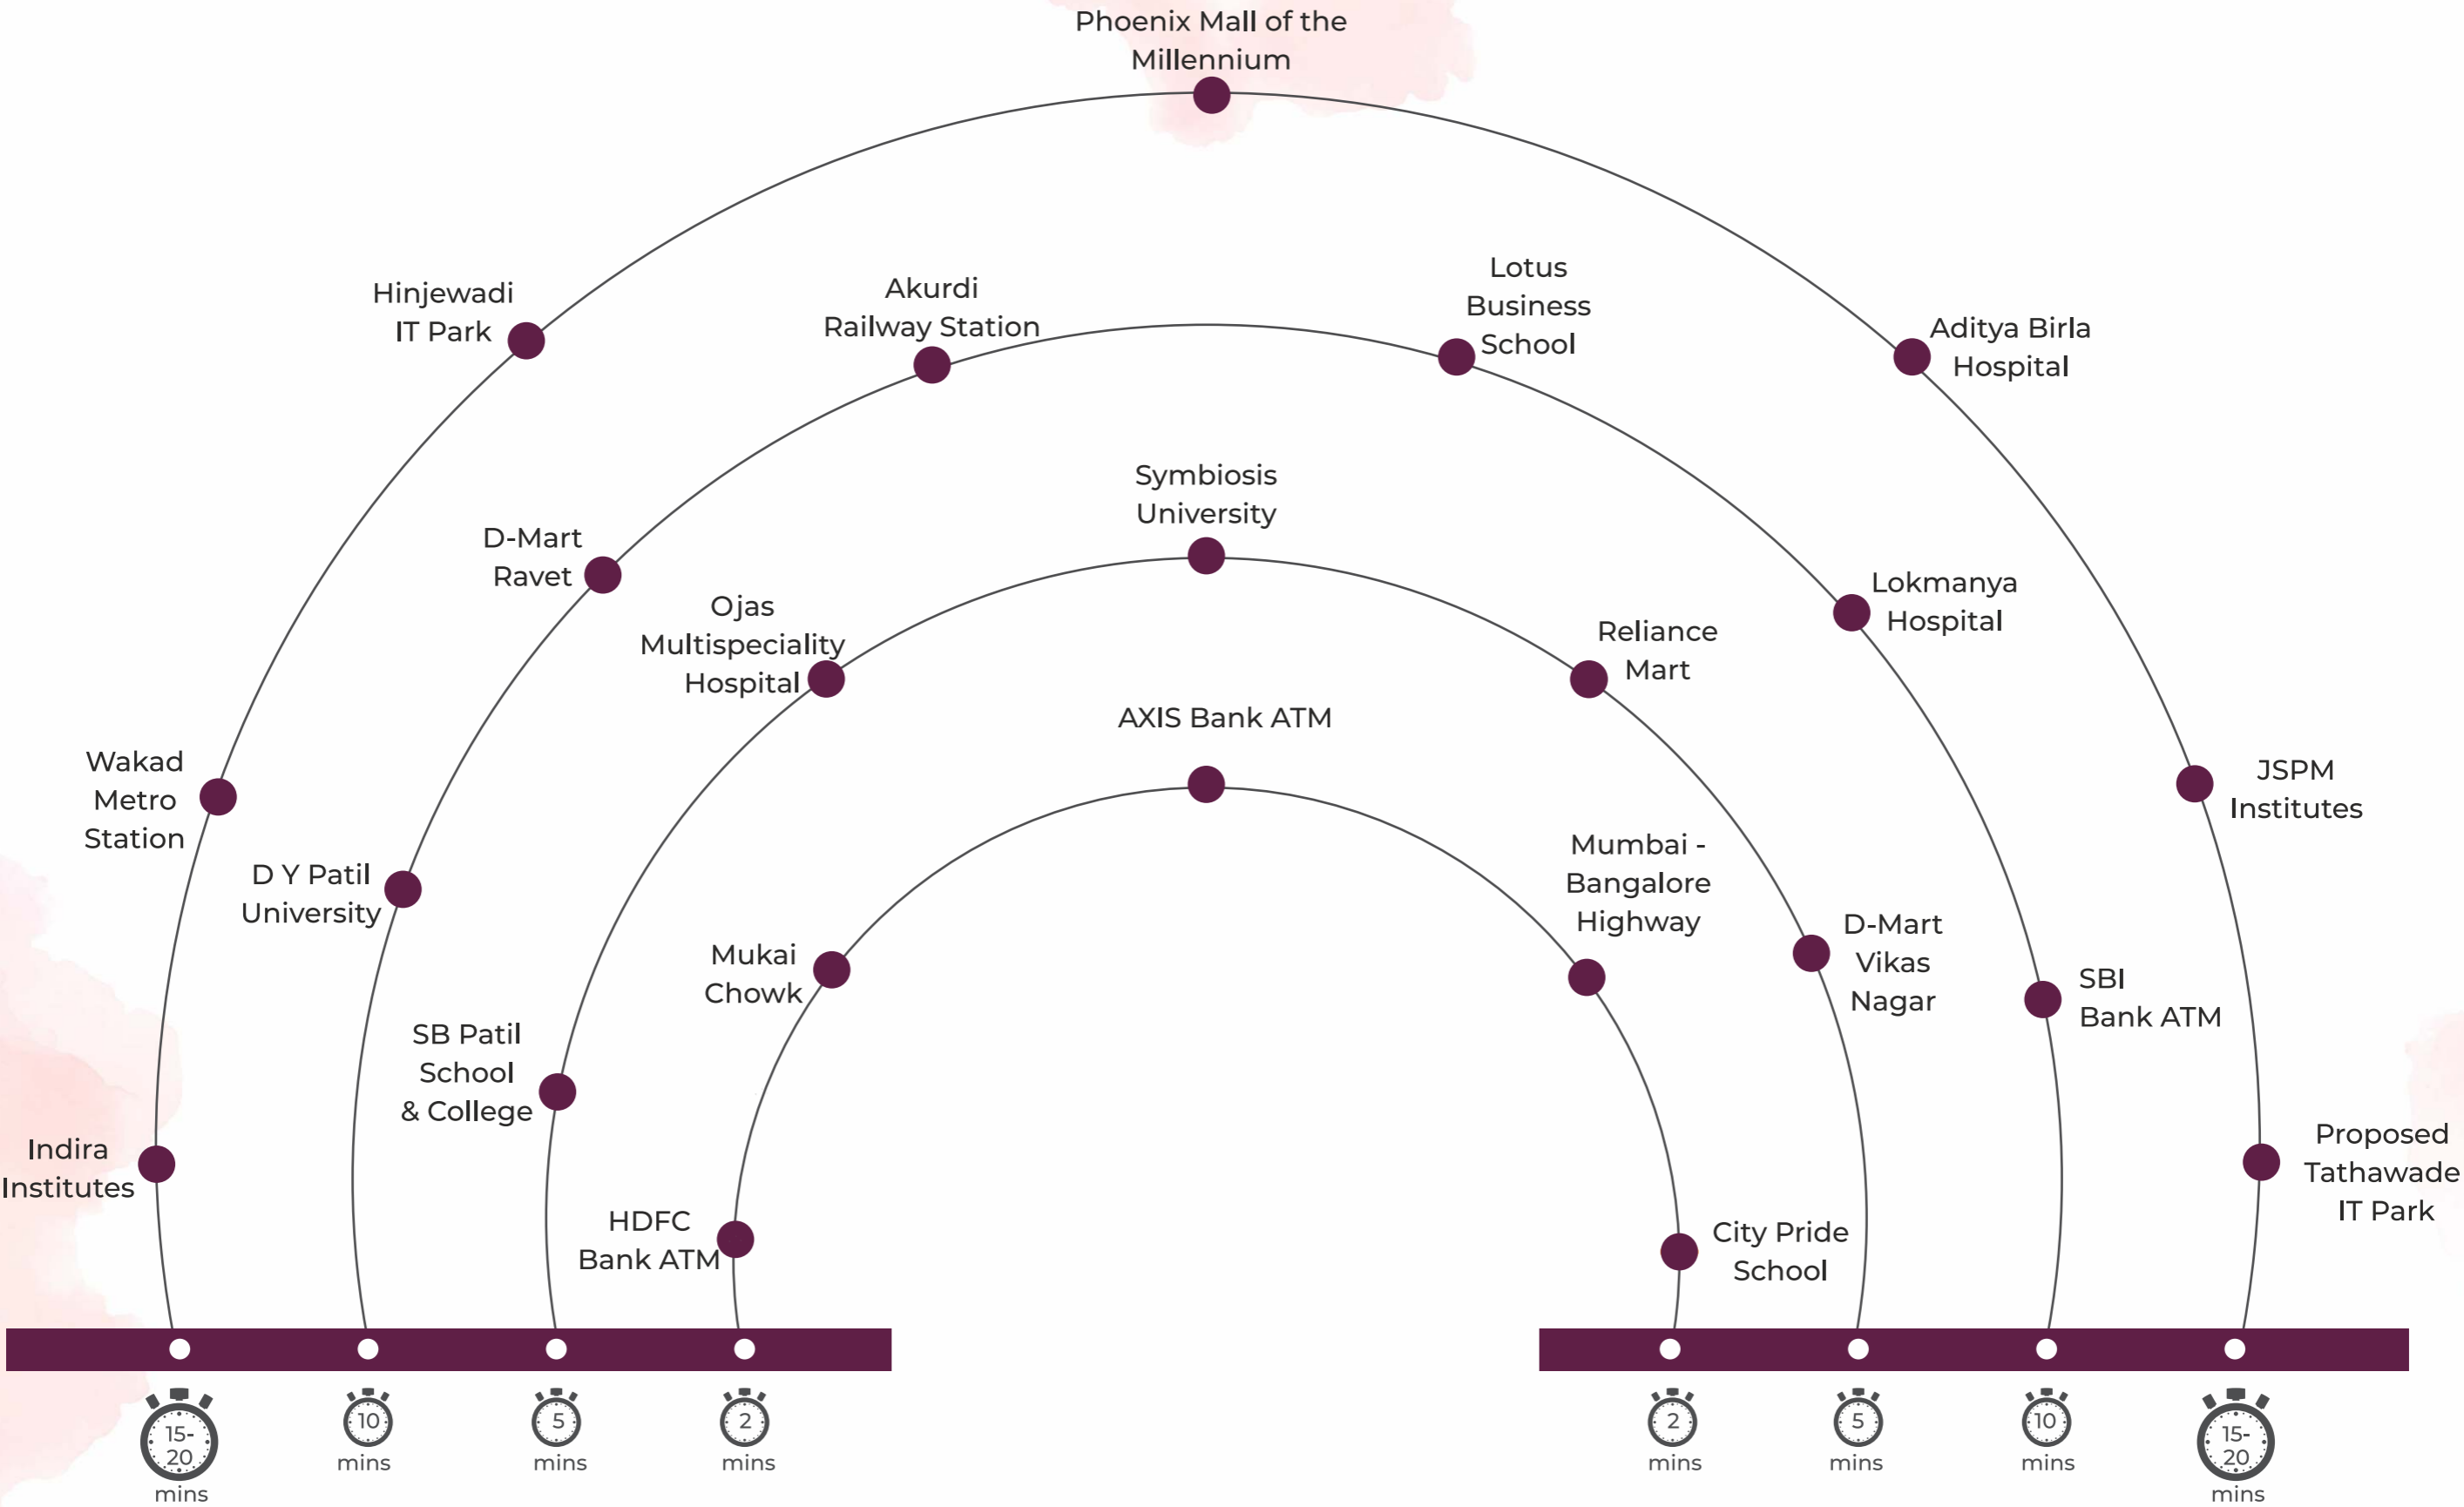 Phoenix Mall of the
Millennium
Hinjewadi
IT Park
Akurdi
Railway Station
Lotus
Business
School
Aditya Birla
Hospital
Symbiosis
University
D-Mart
Ravet
Ojas
Multispeciality
Hospital
Reliance
Mart
Lokmanya
Hospital
AXIS Bank ATM
Wakad
Metro
Station
JSPM
Institutes
D Y Patil
University
Mumbai -
Bangalore
Highway
Mukai
Chowk
D-Mart
Vikas
Nagar
SBI
Bank ATM
SB Patil
School
& College
Indira
Institutes
Proposed
Tathawade
IT Park
HDFC
Bank ATM
City Pride
School
15-
20
mins
10
mins
5
mins
2
mins
2
mins
5
mins
10
mins
15-
20
mins